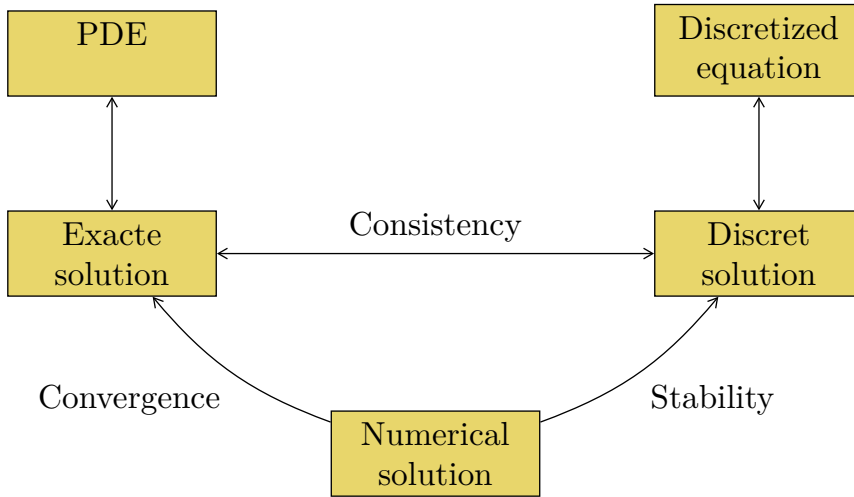 PDE
Discretized
equation
Consistency
Exacte
solution
Discret
solution
Convergence
Stability
Numerical
solution